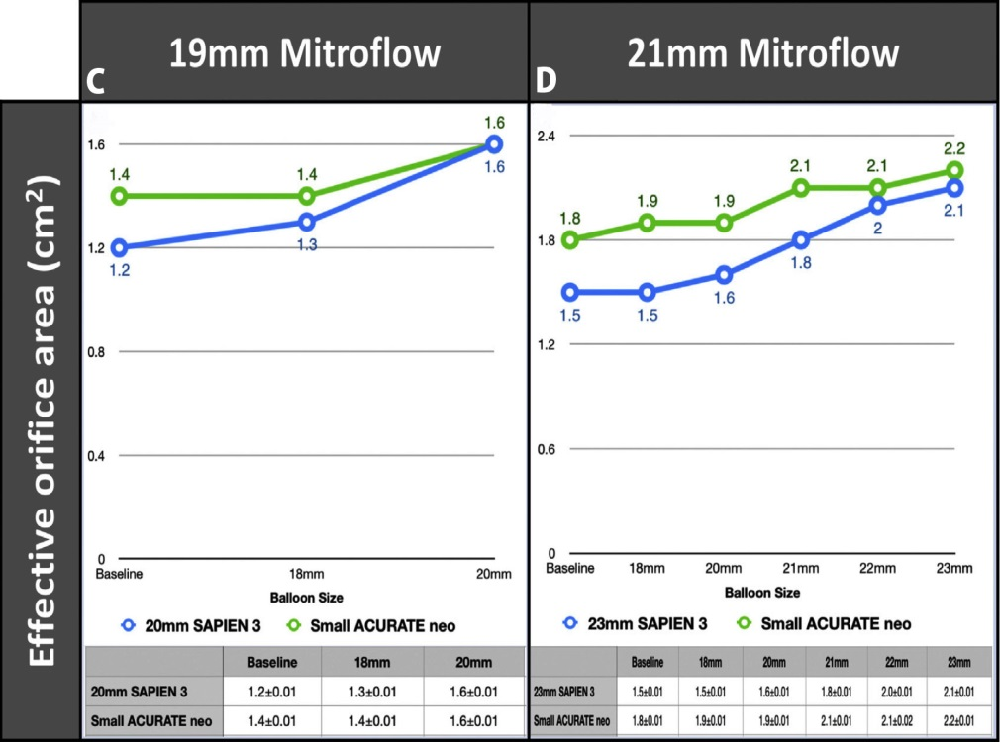 19mm Mitroflow
C
21mm Mitroflow
D
Effective orifice area (cm²)
1.6
1.2
0.8
0.4
0
1.4
1.4
1.6
1.2
1.3
1.6
Baseline
18mm
20mm
Balloon Size
20mm SAPIEN 3
Small ACURATE neo
Baseline 18mm 20mm
20mm SAPIEN 3 1.2±0.01 1.3±0.01 1.6±0.01
Small ACURATE neo 1.4±0.01 1.4±0.01 1.6±0.01
2.4
1.8
1.2
0.6
0
1.8
1.9
1.9
2.1
2.1
2.2
1.5
1.5
1.6
1.8
2
2.1
Baseline
18mm
20mm
21mm
22mm
23mm
Balloon Size
23mm SAPIEN 3
Small ACURATE neo
Baseline 18mm 20mm 21mm 22mm 23mm
23mm SAPIEN 3 1.5±0.01 1.5±0.01 1.6±0.01 1.8±0.01 2.0±0.01 2.1±0.01
Small ACURATE neo 1.8±0.01 1.9±0.01 1.9±0.01 2.1±0.01 2.1±0.02 2.2±0.01